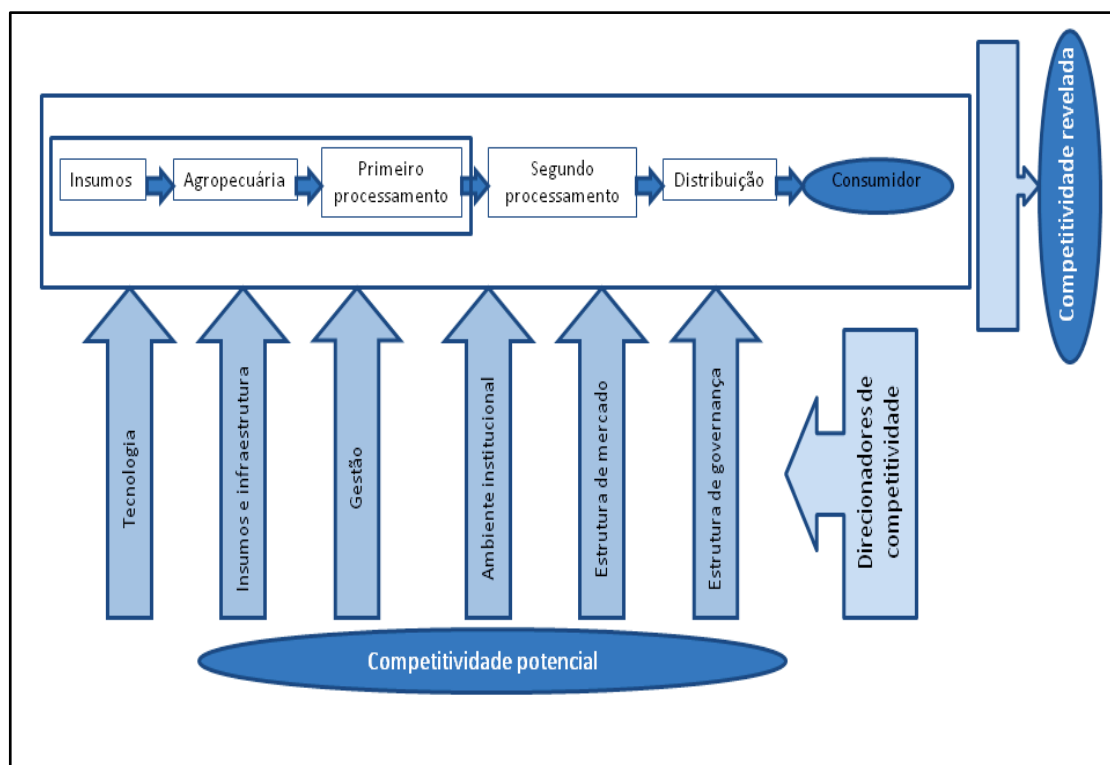 Insumos
Agropecuária
Primeiro
processamento
Segundo
processamento
Distribuição
Consumidor
Competitividade revelada
Tecnologia
Insumos e infraestrutura
Gestão
Ambiente institucional
Estrutura de mercado
Estrutura de governança
Direcionadores de
competitividade
Competitividade potencial